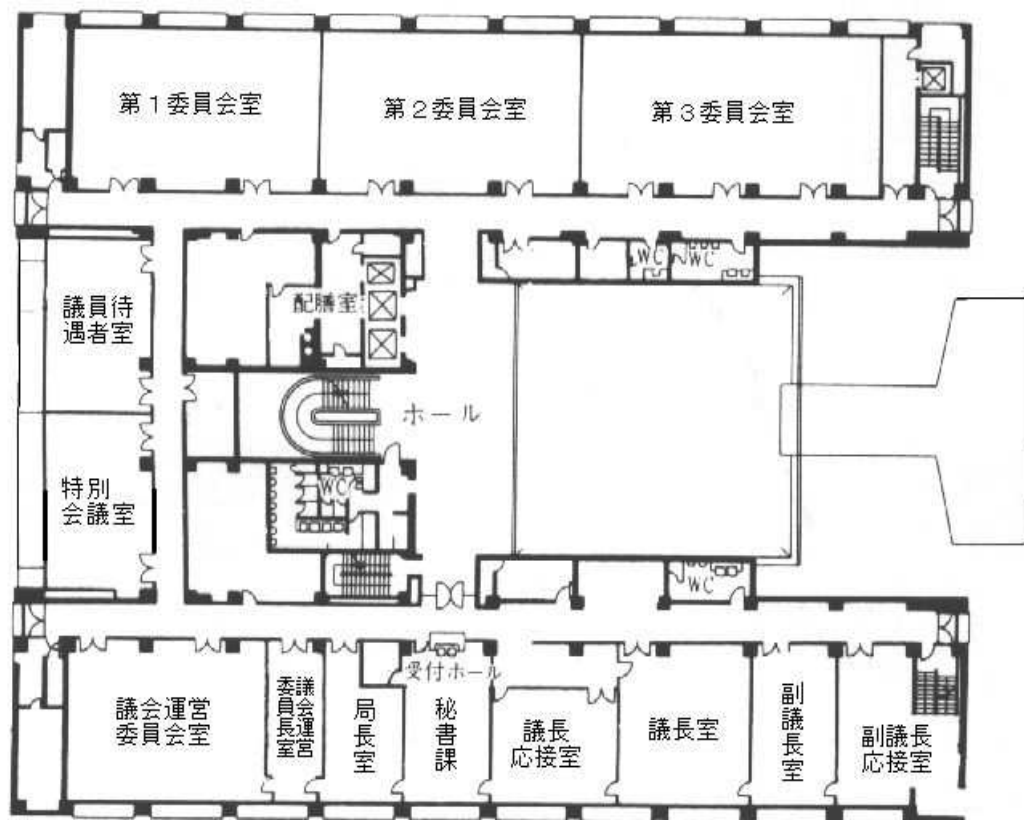 第1委員会室
第2委員会室
第3委員会室
WC
WC
議員待
遇者室
配膳室
ホール
特別
会議室
WC
WC
受付ホール
議会運営
委員会室
議会運営
委員長室
局長室
秘書課
議長
応接室
議長室
副議長室
副議長
応接室